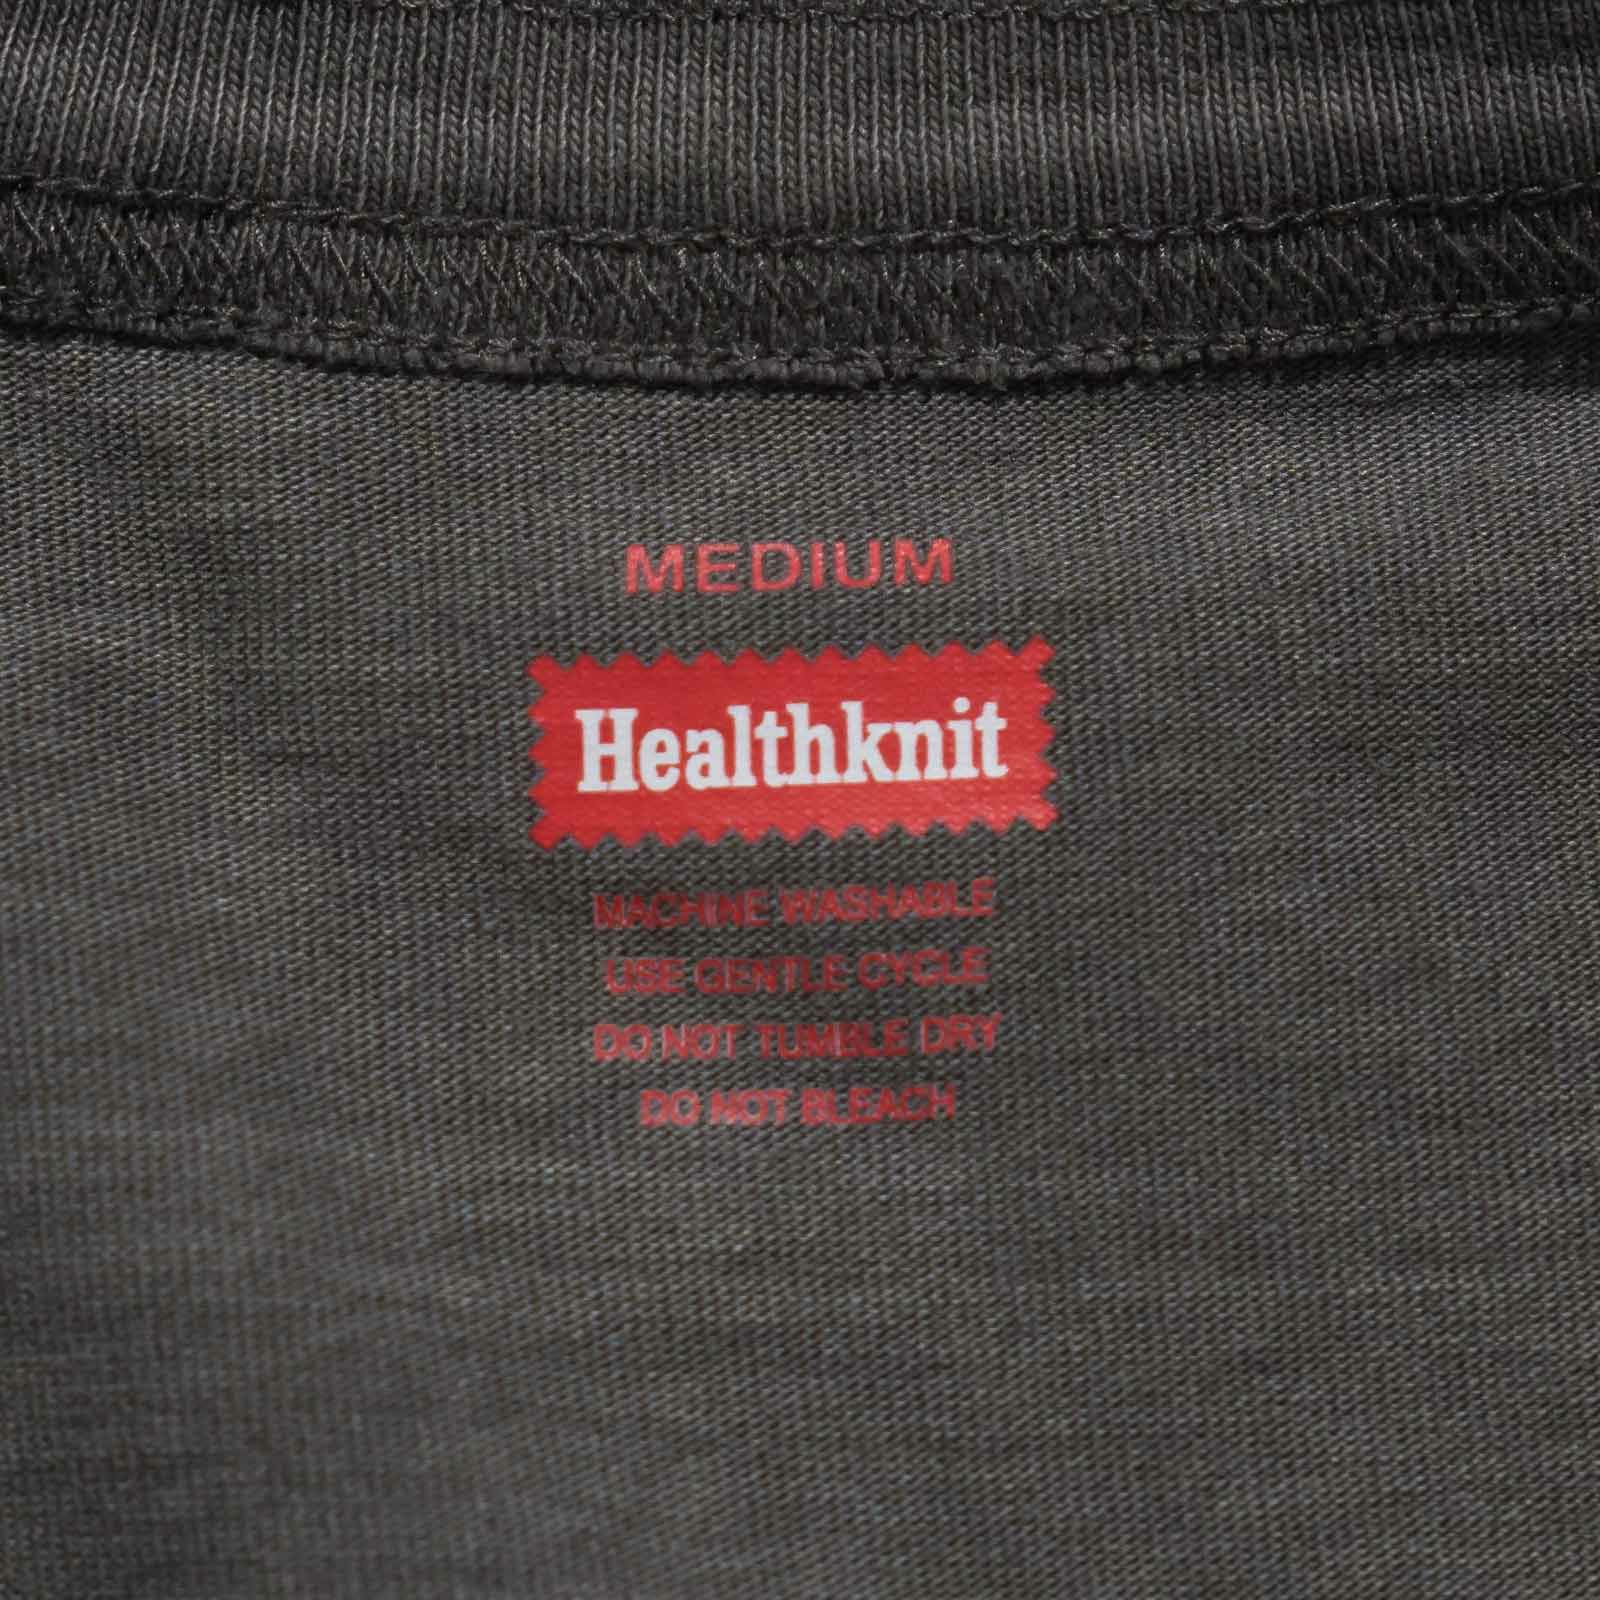 MEDIUM
Healthknit
MACHINE WASHABLE
USE GENTLE CYCLE
DO NOT TUMBLE DRY
DO NOT BLEACH